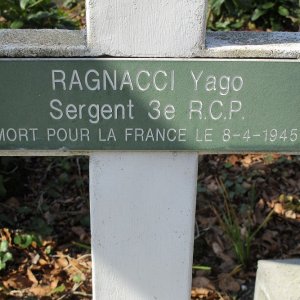 RAGNACCI Yago
Sergent 3e R.C.P.
MORT POUR LA FRANCE LE 8-4-1945